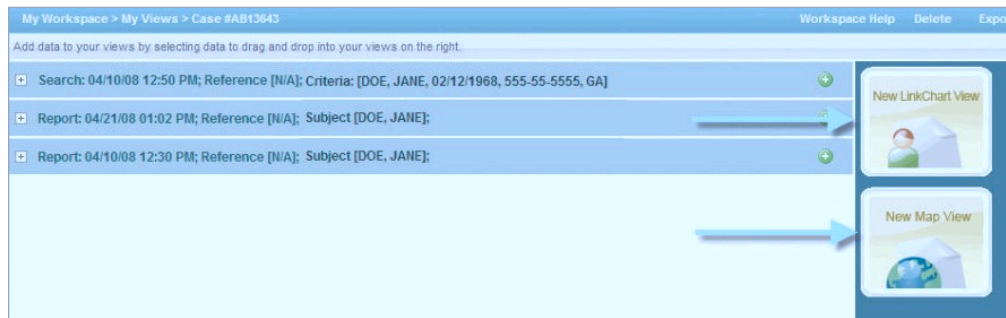 My Workspace > My Views > Case #AB13643 Workspace Help Delete Expo
Add data to your views by selecting data to drag and drop into your views on the right.
Search: 04/10/08 12:50 PM; Reference [N/A]; Criteria: [DOE, JANE, 02/12/1968, 555-55-5555, GA]
New LinkChart View
Report: 04/21/08 01:02 PM; Reference [N/A]; Subject [DOE, JANE];
Report: 04/10/08 12:30 PM; Reference [N/A]; Subject [DOE, JANE];
New Map View